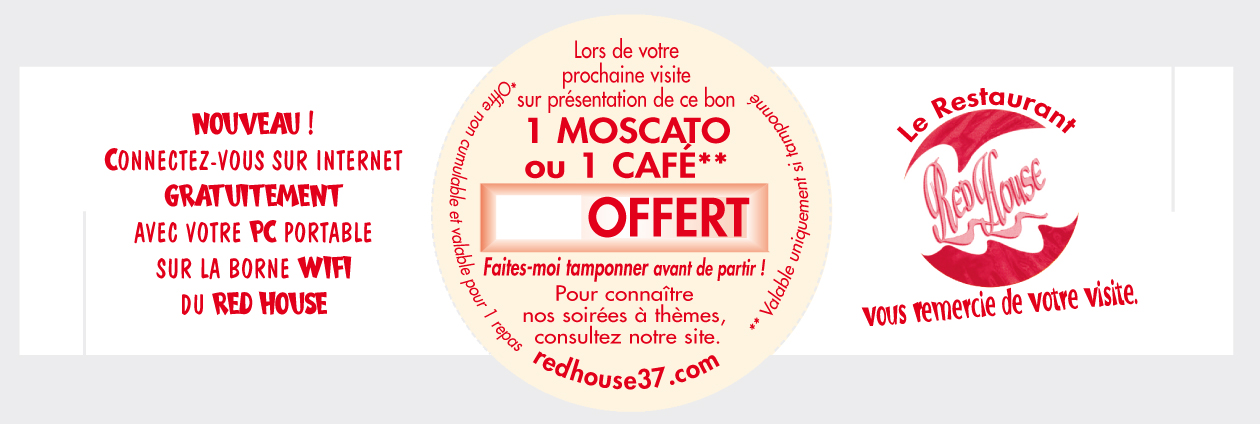 NOUVEAU !
CONNECTEZ-VOUS SUR INTERNET
GRATUITEMENT
AVEC VOTRE PC PORTABLE
SUR LA BORNE WIFI
DU RED HOUSE
Lors de votre
prochaine visite
sur présentation de ce bon
1 MOSCATO
ou 1 CAFÉ**
OFFERT
Faites-moi tamponner avant de partir !
Pour connaître
nos soirées à thèmes,
consultez notre site.
redhouse37.com
*Offre non cumulable et valable pour 1 repas
** Valable uniquement si tamponné
Le Restaurant
Red House
vous remercie de votre visite.